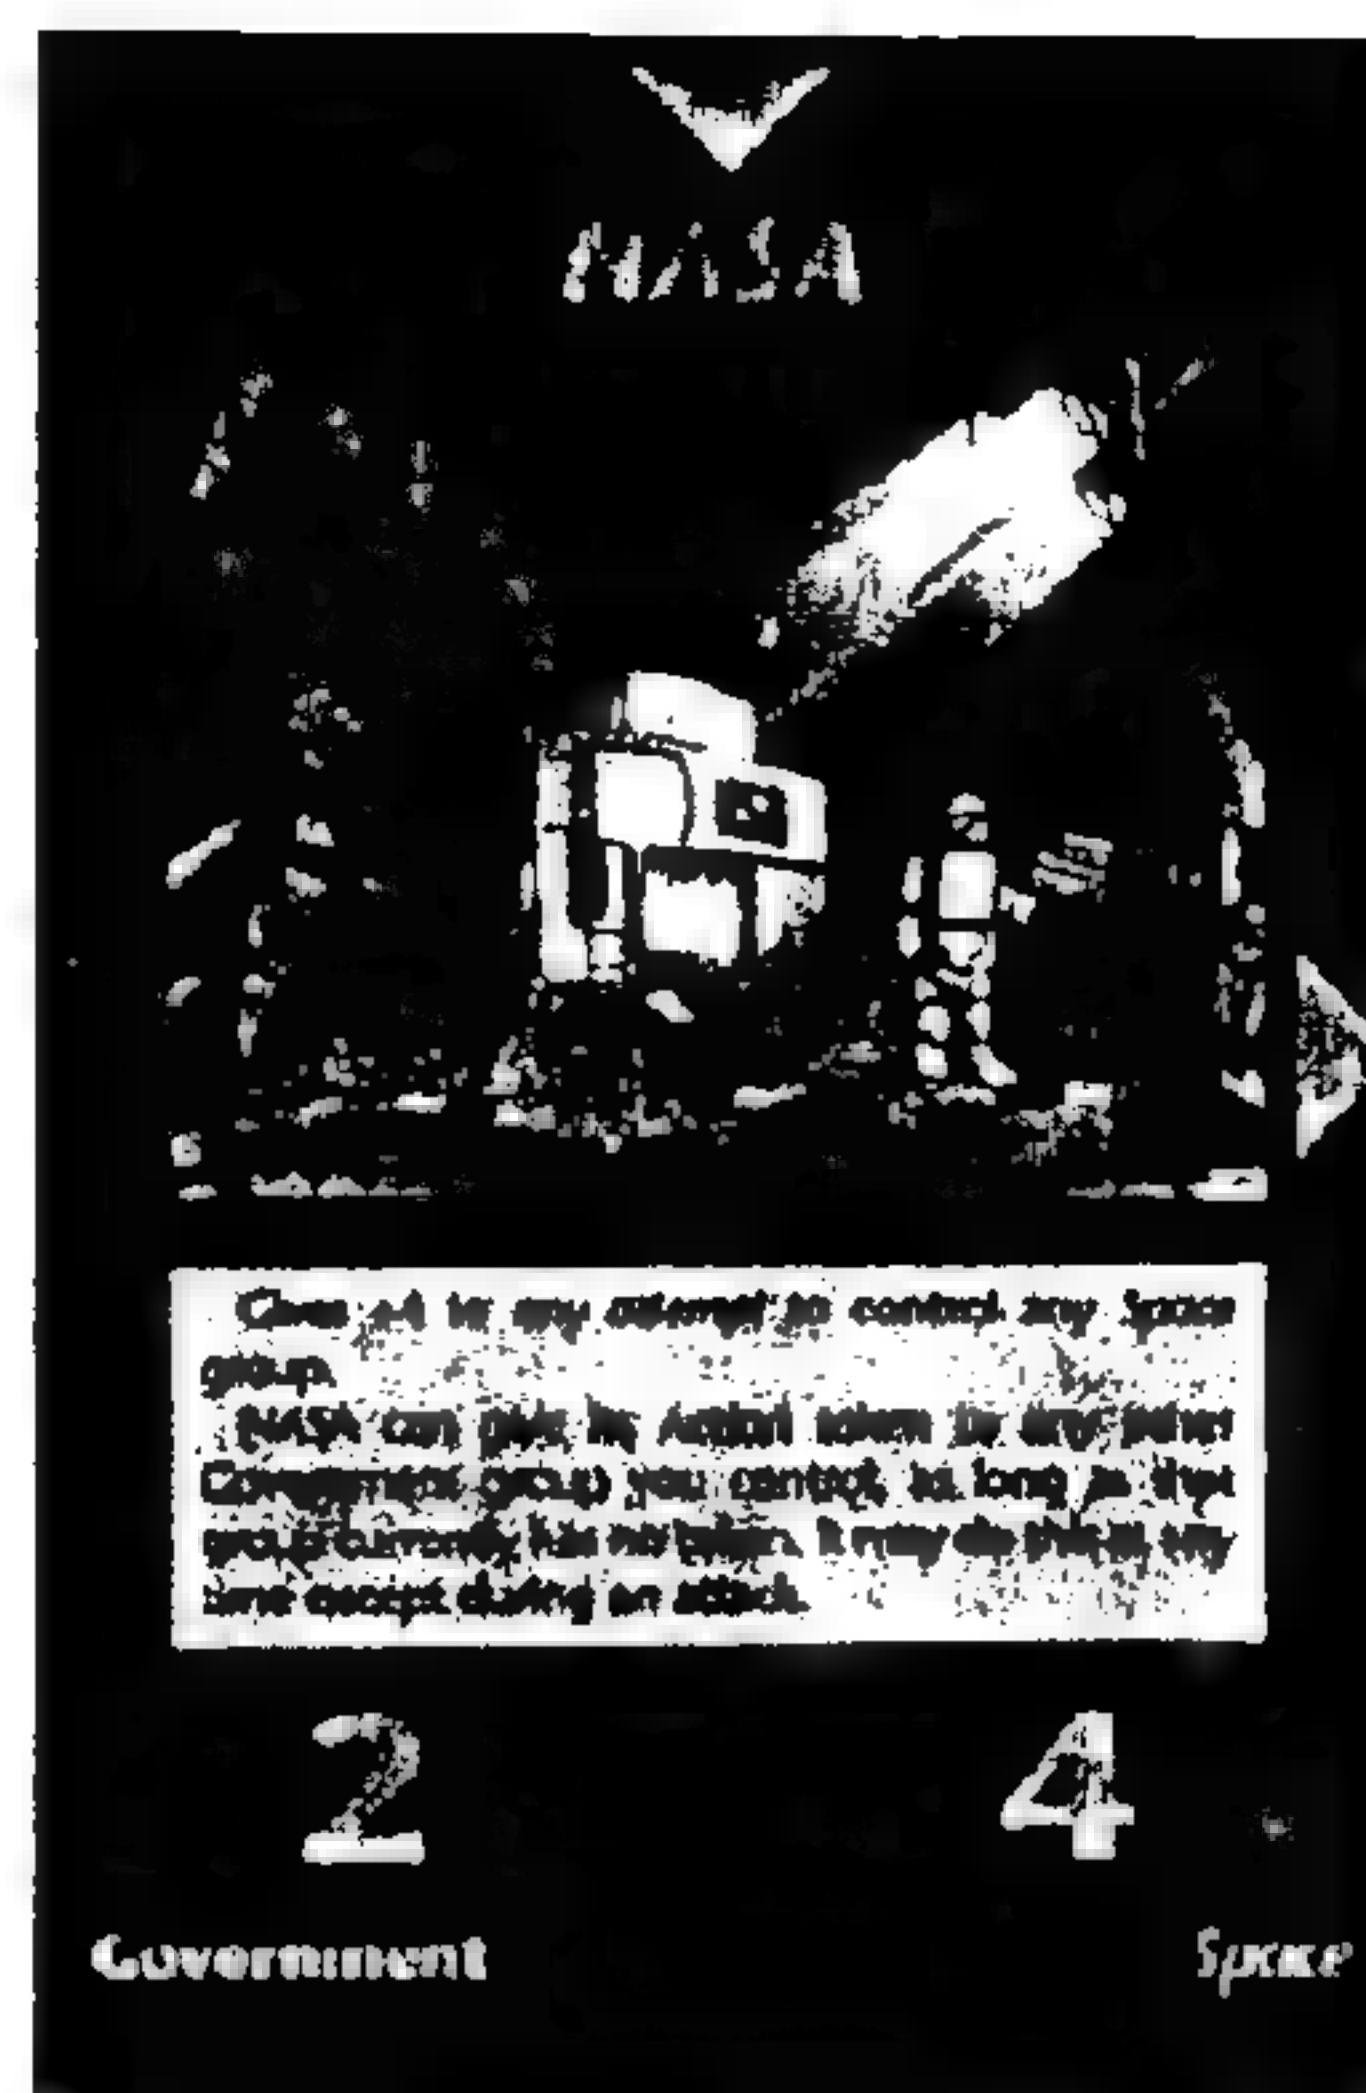 NASA
Gives +4 to any attempt to control any Space
group.
NASA can give its Action token to any other
Government group you control, as long as that
group currently has no token. It may do this at any
time except during an attack.
2 4
Government Space